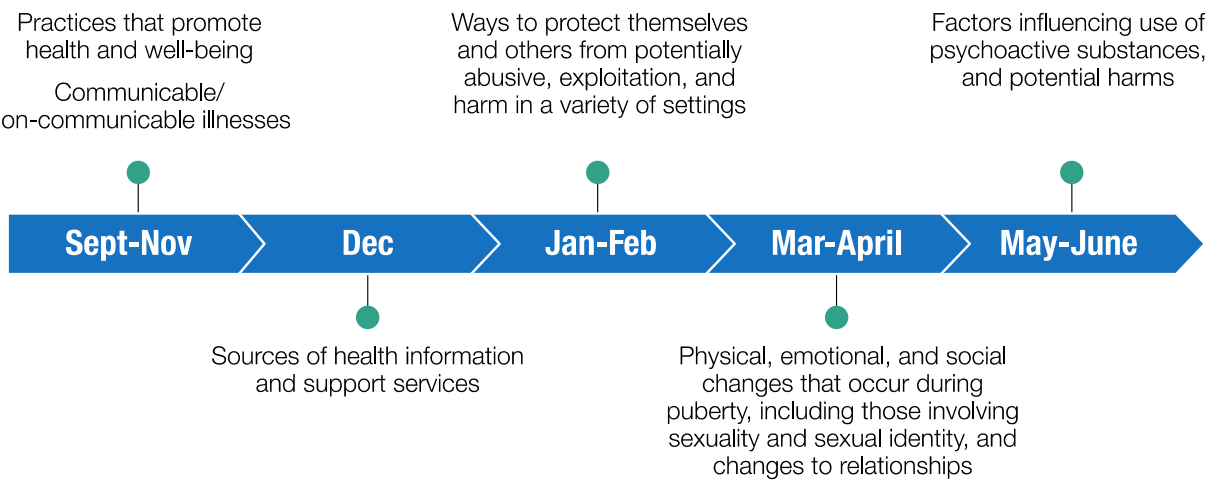 Practices that promote
health and well-being
Communicable/
on-communicable illnesses
Ways to protect themselves
and others from potentially
abusive, exploitation, and
harm in a variety of settings
Factors influencing use of
psychoactive substances,
and potential harms
Sept-Nov
Dec
Jan-Feb
Mar-April
May-June
Sources of health information
and support services
Physical, emotional, and social
changes that occur during
puberty, including those involving
sexuality and sexual identity, and
changes to relationships